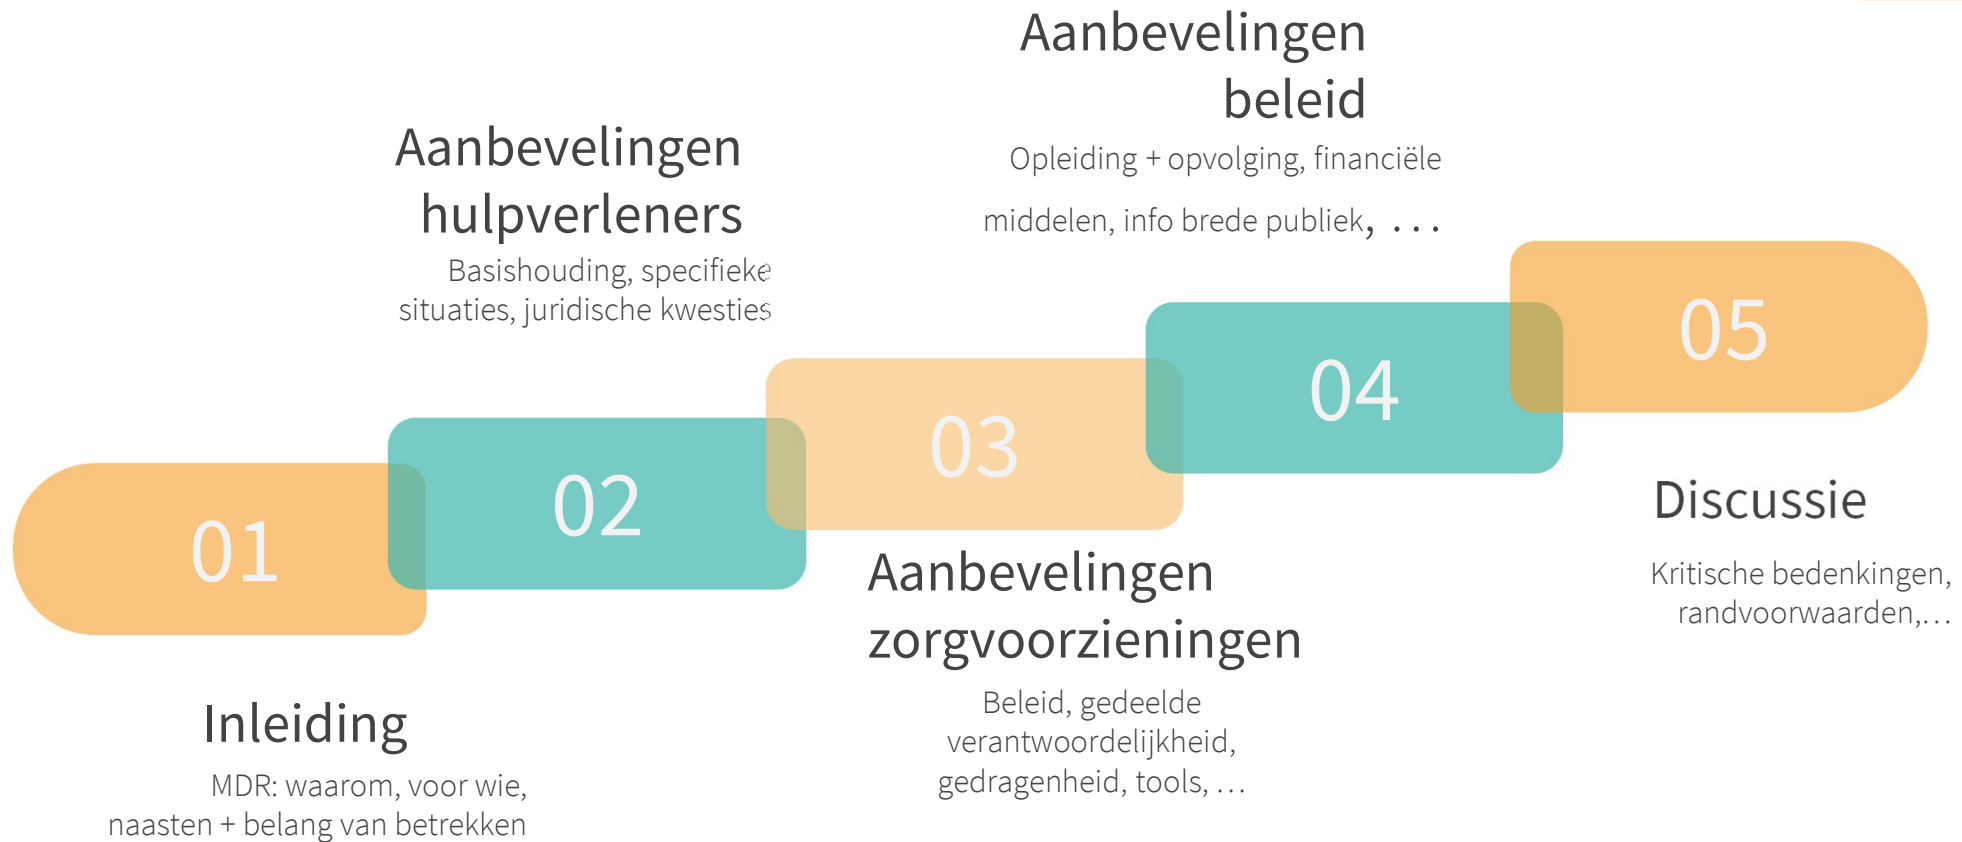 01
Inleiding
MDR: waarom, voor wie,
naasten + belang van betrekken
02
Aanbevelingen
hulpverleners
Basishouding, specifieke
situaties, juridische kwesties
03
Aanbevelingen
zorgvoorzieningen
Beleid, gedeelde
verantwoordelijkheid,
gedragenheid, tools, …
04
Aanbevelingen
beleid
Opleiding + opvolging, financiële
middelen, info brede publiek, …
05
Discussie
Kritische bedenkingen,
randvoorwaarden,…